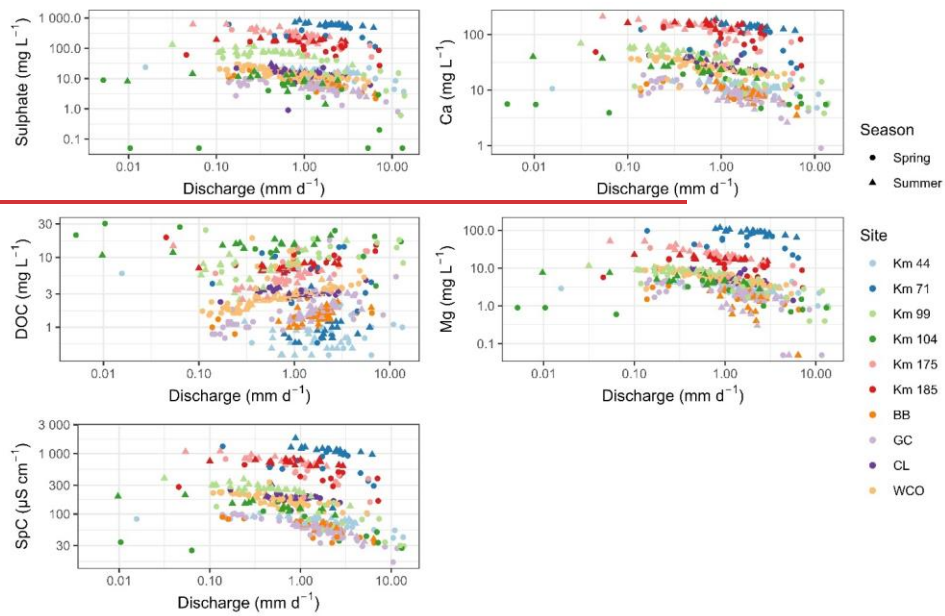 Sulphate (mg L⁻¹)
100.0
10.0
1.0
0.1
0.01
0.10
1.00
10.00
Discharge (mm d⁻¹)
Ca (mg L⁻¹)
100
10
1
0.01
0.10
1.00
10.00
Discharge (mm d⁻¹)
DOC (mg L⁻¹)
30
10
3
1
0.01
0.10
1.00
10.00
Discharge (mm d⁻¹)
Mg (mg L⁻¹)
100.0
10.0
1.0
0.1
0.01
0.10
1.00
10.00
Discharge (mm d⁻¹)
SpC (µS cm⁻¹)
3 000
1 000
300
100
30
0.01
0.10
1.00
10.00
Discharge (mm d⁻¹)
Season
Spring
Summer
Site
Km 44
Km 71
Km 99
Km 104
Km 175
Km 185
BB
GC
CL
WCO